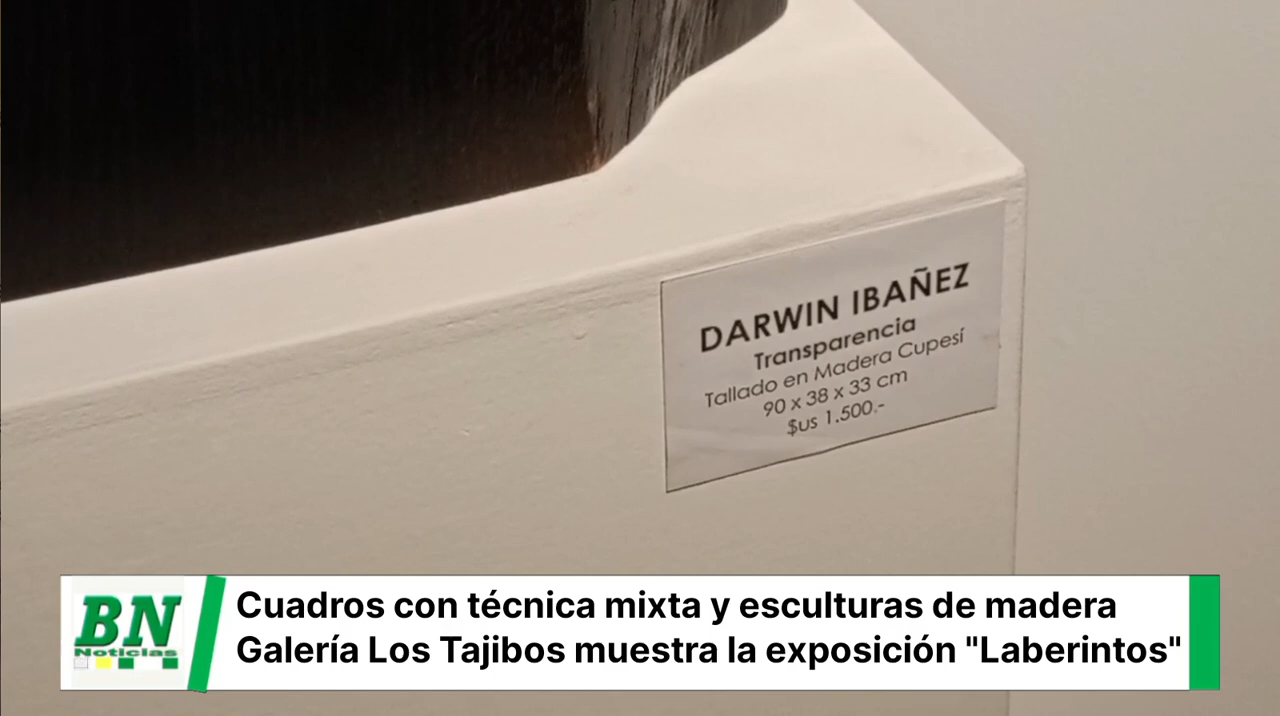 DARWIN IBAÑEZ
Transparencia
Tallado en Madera Cupesí
90 x 38 x 33 cm
$us 1.500.-
BN
Noticias
Cuadros con técnica mixta y esculturas de madera
Galería Los Tajibos muestra la exposición "Laberintos"